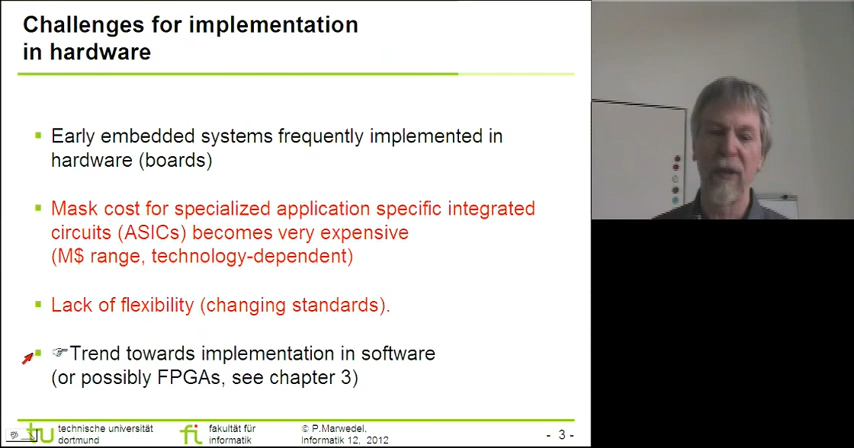 Challenges for implementation
in hardware
Early embedded systems frequently implemented in
hardware (boards)
Mask cost for specialized application specific integrated
circuits (ASICs) becomes very expensive
(M$ range, technology-dependent)
Lack of flexibility (changing standards).
☞Trend towards implementation in software
(or possibly FPGAs, see chapter 3)
tu technische universität
dortmund
fi fakultät für
informatik
© P.Marwedel,
Informatik 12, 2012
- 3 -